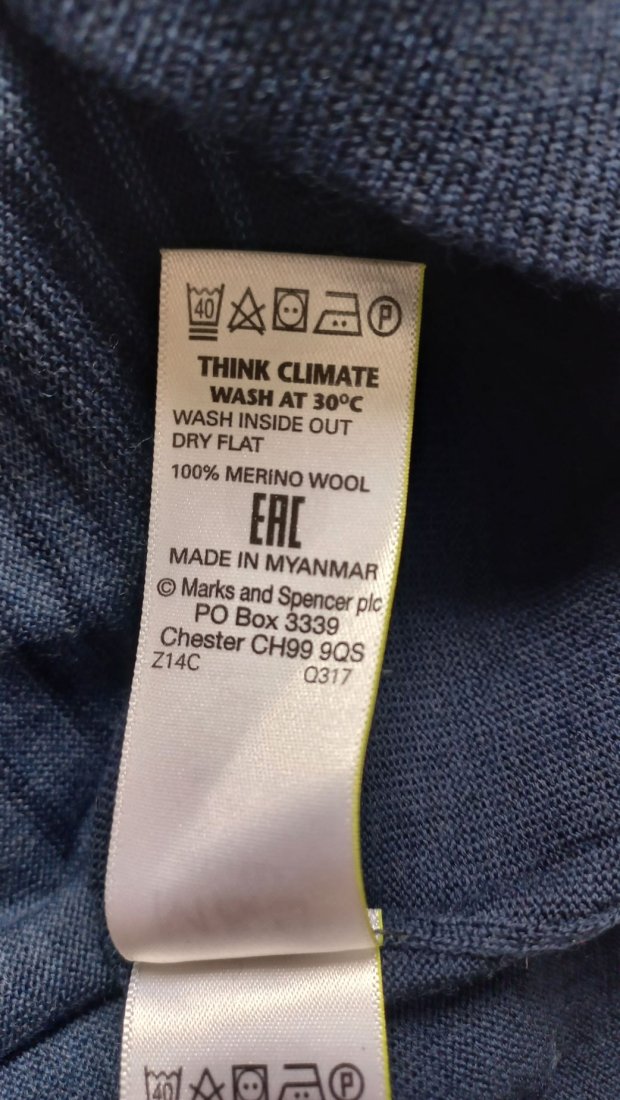 40 P
THINK CLIMATE
WASH AT 30°C
WASH INSIDE OUT
DRY FLAT
100% MERINO WOOL
EAC
MADE IN MYANMAR
© Marks and Spencer plc
PO Box 3339
Chester CH99 9QS
Z14C Q317
40 P